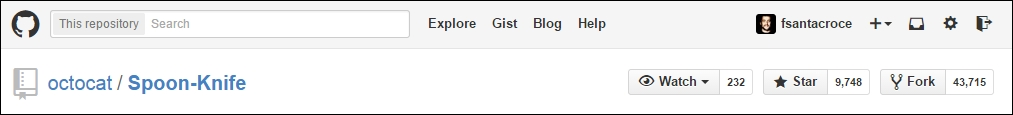 This repository Search Explore Gist Blog Help fsantacroce
octocat / Spoon-Knife Watch 232 Star 9,748 Fork 43,715